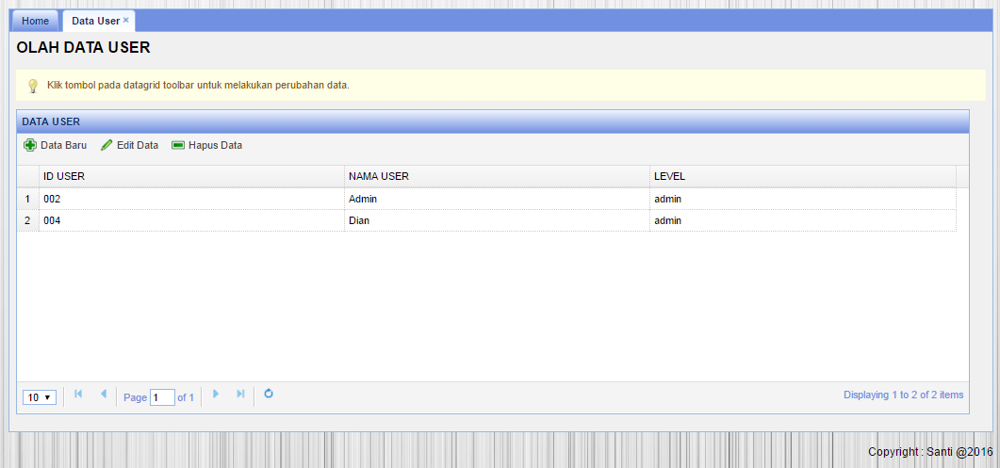 Home Data User ×
OLAH DATA USER
Klik tombol pada datagrid toolbar untuk melakukan perubahan data.
DATA USER
Data Baru Edit Data Hapus Data
ID USER NAMA USER LEVEL
1 002 Admin admin
2 004 Dian admin
10 Page 1 of 1 Displaying 1 to 2 of 2 items
Copyright : Santi @2016